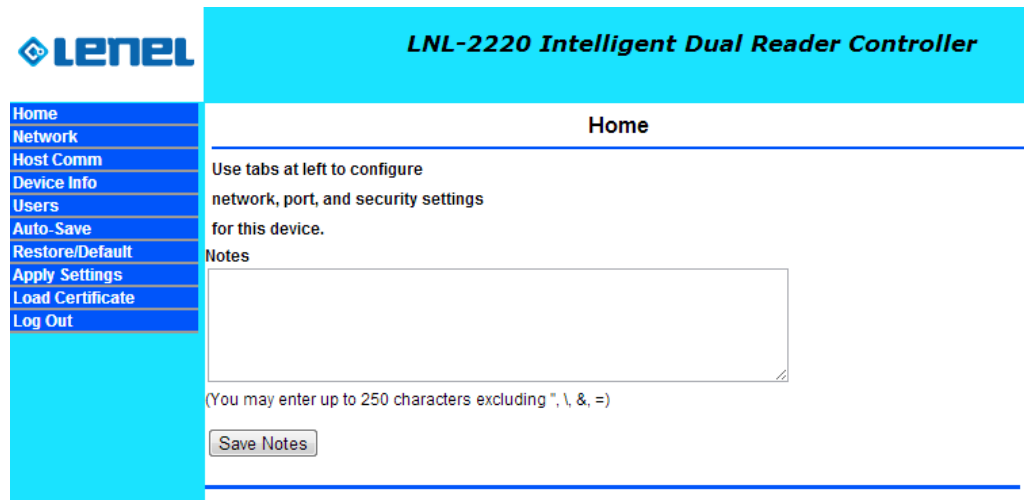 LENEL
LNL-2220 Intelligent Dual Reader Controller
Home
Network
Host Comm
Device Info
Users
Auto-Save
Restore/Default
Apply Settings
Load Certificate
Log Out
Home
Use tabs at left to configure
network, port, and security settings
for this device.
Notes
(You may enter up to 250 characters excluding ", \, &, =)
Save Notes